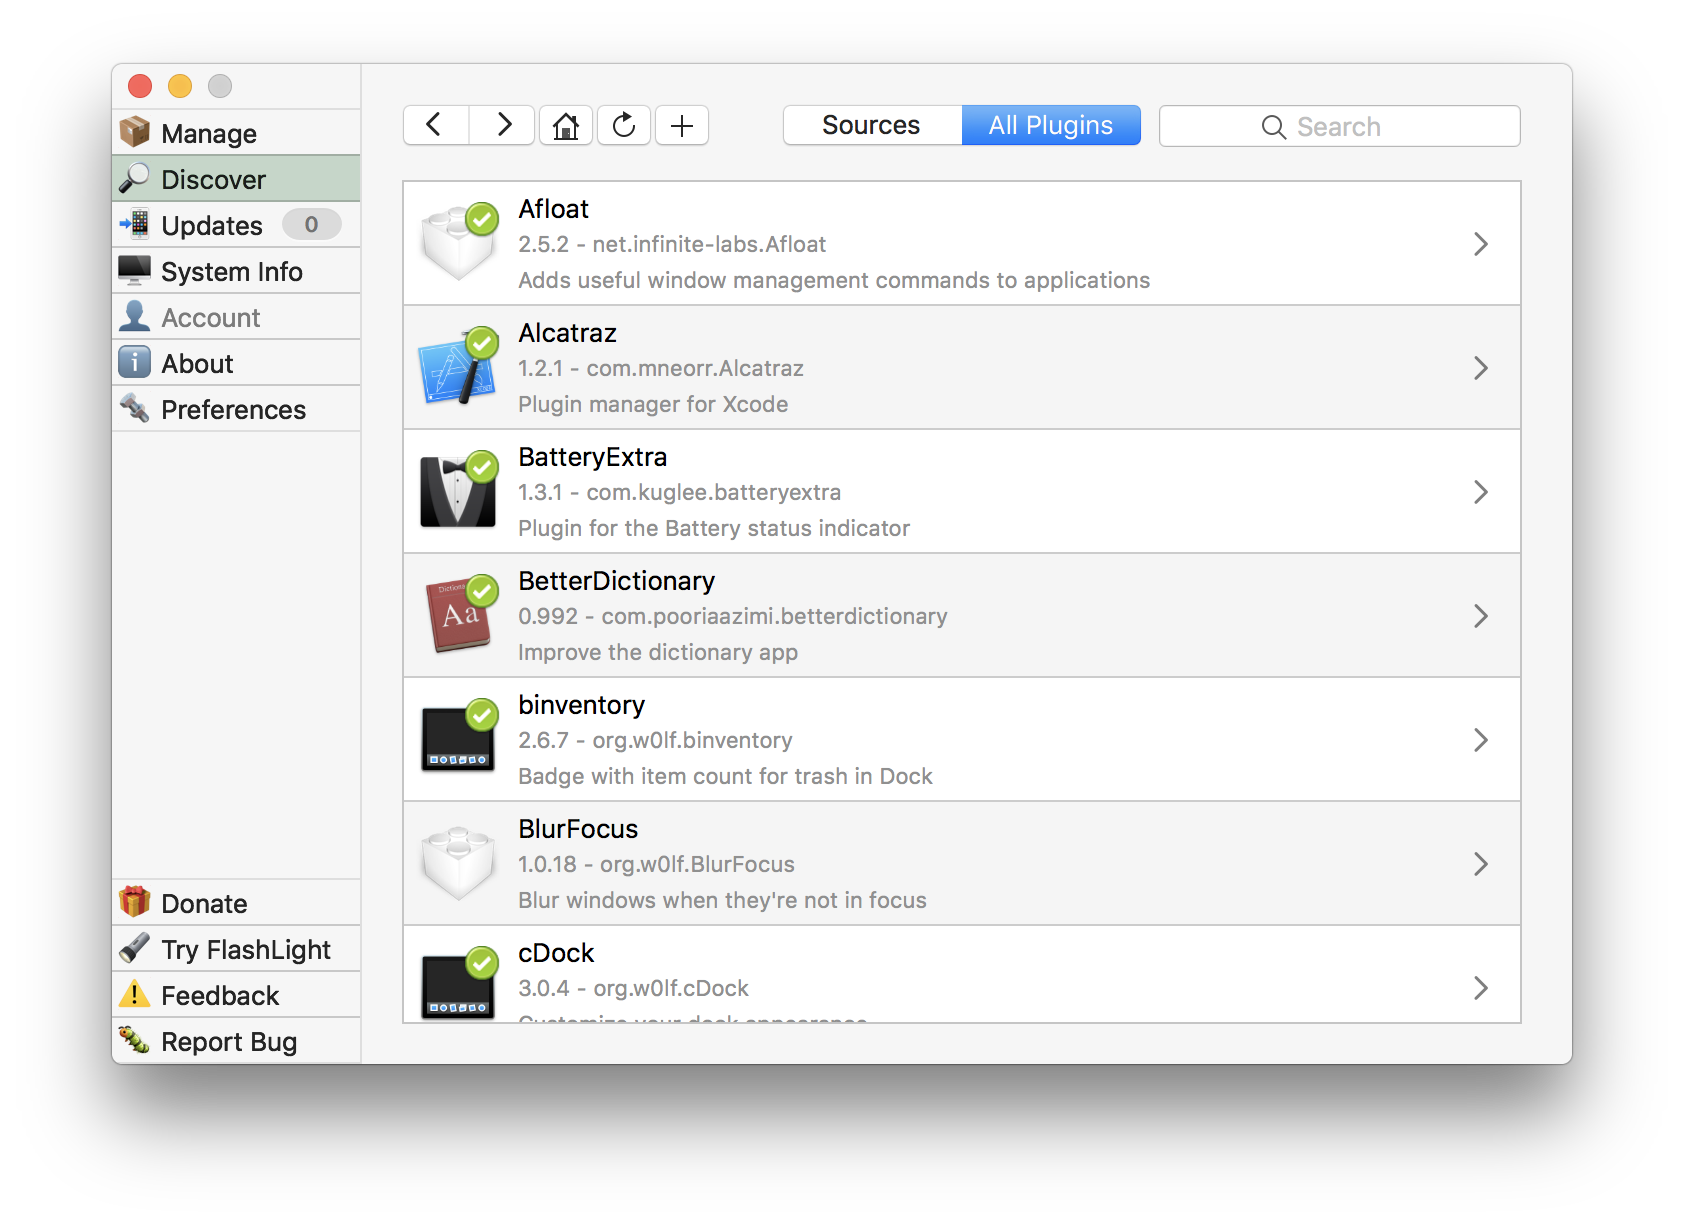 Manage
Discover
Updates 0
System Info
Account
About
Preferences
Donate
Try FlashLight
Feedback
Report Bug
Sources All Plugins Search
Afloat
2.5.2 - net.infinite-labs.Afloat
Adds useful window management commands to applications
Alcatraz
1.2.1 - com.mneorr.Alcatraz
Plugin manager for Xcode
BatteryExtra
1.3.1 - com.kuglee.batteryextra
Plugin for the Battery status indicator
Aa
BetterDictionary
0.992 - com.pooriaazimi.betterdictionary
Improve the dictionary app
binventory
2.6.7 - org.w0lf.binventory
Badge with item count for trash in Dock
BlurFocus
1.0.18 - org.w0lf.BlurFocus
Blur windows when they're not in focus
cDock
3.0.4 - org.w0lf.cDock
Customize your dock appearance